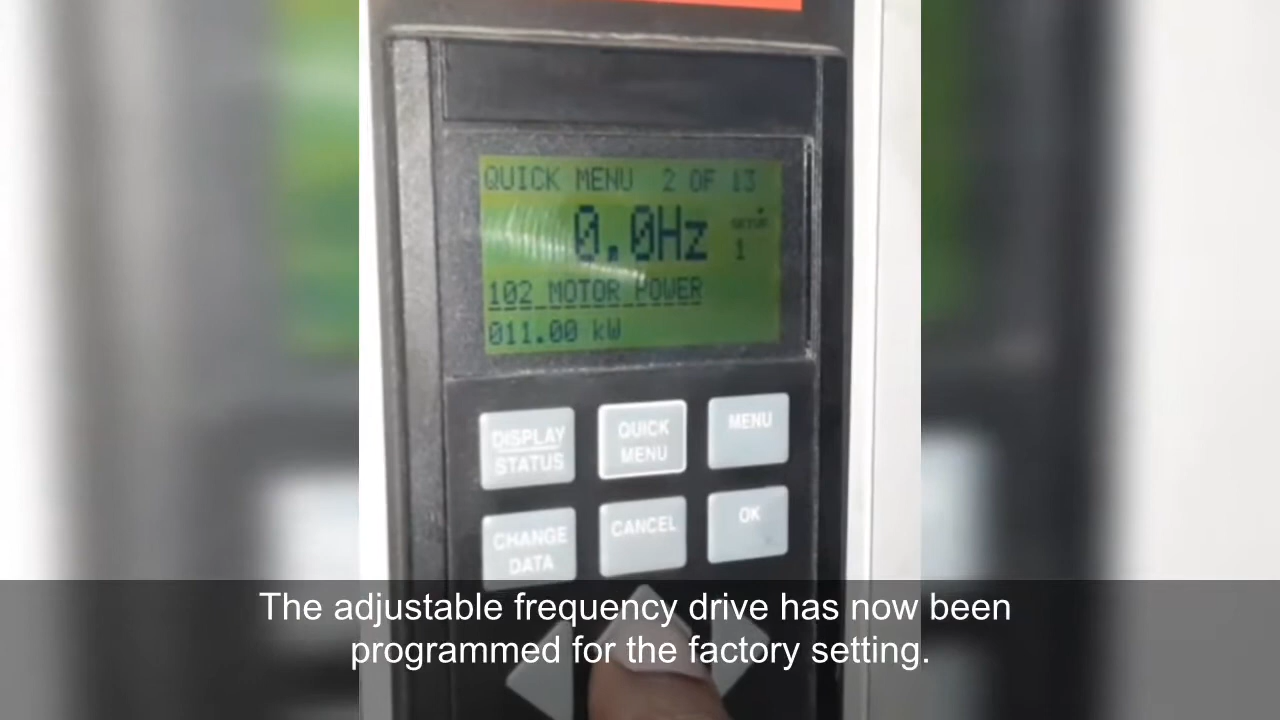 QUICK MENU 2 OF 13
0.0Hz
SETUP
1
102 MOTOR POWER
011.00 kW
DISPLAY
STATUS
QUICK
MENU
MENU
CHANGE
DATA
CANCEL
OK
The adjustable frequency drive has now been
programmed for the factory setting.